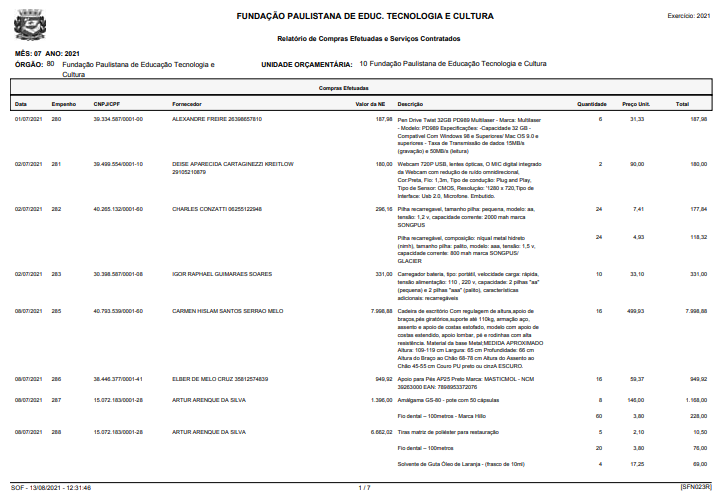 FUNDAÇÃO PAULISTANA DE EDUC. TECNOLOGIA E CULTURA
Exercício: 2021
Relatório de Compras Efetuadas e Serviços Contratados
MÊS: 07 ANO: 2021
ÓRGÃO: 80 Fundação Paulistana de Educação Tecnologia e Cultura
UNIDADE ORÇAMENTÁRIA: 10 Fundação Paulistana de Educação Tecnologia e Cultura
Compras Efetuadas
Data Empenho CNPJ/CPF Fornecedor Valor da NE Descrição Quantidade Preço Unit. Total
01/07/2021 280 39.334.587/0001-00 ALEXANDRE FREIRE 26398657810 187,98 Pen Drive Twist 32GB PD989 Multilaser - Marca: Multilaser 6 31,33 187,98
- Modelo: PD989 Especificações: -Capacidade 32 GB -
Compatível Com Windows 98 e Superiores/ Mac OS 9.0 e
superiores - Taxa de Transmissão de dados 15MB/s
(gravação) e 50MB/s (leitura)
02/07/2021 281 39.499.554/0001-10 DEISE APARECIDA CARTAGINEZZI KREITLOW 180,00 Webcam 720P USB, lentes ópticas, O MIC digital integrado 2 90,00 180,00
29105210879 da Webcam com redução de ruído omnidirecional,
Cor:Preta, Fio: 1,3m, Tipo de condução: Plug and Play,
Tipo de Sensor: CMOS, Resolução: '1280 x 720,Tipo de
Interface: Usb 2.0, Microfone. Embutido.
02/07/2021 282 40.265.132/0001-60 CHARLES CONZATTI 06255122948 296,16 Pilha recarregavel, tamanho pilha: pequena, modelo: aa, 24 7,41 177,84
tensão: 1,2 v, capacidade corrente: 2000 mah marca
SONGPUS
Pilha recarregável, composição: níquel metal hidreto 24 4,93 118,32
(nimh), tamanho pilha: palito, modelo: aaa, tensão: 1,5 v,
capacidade corrente: 800 mah marca SONGPUS/
GLACIER
02/07/2021 283 30.398.587/0001-08 IGOR RAPHAEL GUIMARAES SOARES 331,00 Carregador bateria, tipo: portátil, velocidade carga: rápida, 10 33,10 331,00
tensão alimentação: 110 , 220 v, capacidade: 2 pilhas "aa"
(pequena) e 2 pilhas "aaa" (palito), características
adicionais: recarregáveis
08/07/2021 285 40.793.539/0001-60 CARMEN HISLAM SANTOS SERRAO MELO 7.998,88 Cadeira de escritório Com regulagem de altura,apoio de 16 499,93 7.998,88
braços,pés giratórios,suporte até 110kg, armação aço,
assento e apoio de costas estofado, modelo com apoio de
costas extendido, apoio lombar, pé e rodinhas com alta
resistência. Material da base Metal;MEDIDA APROXIMADO
Altura: 109-119 cm Largura: 65 cm Profundidade: 66 cm
Altura do Braço ao Chão 68-78 cm Altura do Assento ao
Chão 45-55 cm Couro PU preto ou cinzA ESCURO.
08/07/2021 286 38.446.377/0001-41 ELBER DE MELO CRUZ 35812574839 949,92 Apoio para Pés AP25 Preto Marca: MASTICMOL - NCM 16 59,37 949,92
39263000 EAN: 7898953372076
08/07/2021 287 15.072.183/0001-28 ARTUR ARENQUE DA SILVA 1.396,00 Amálgama GS-80 - pote com 50 cápsulas 8 146,00 1.168,00
Fio dental – 100metros - Marca Hillo 60 3,80 228,00
08/07/2021 288 15.072.183/0001-28 ARTUR ARENQUE DA SILVA 6.662,02 Tiras matriz de poliéster para restauração 5 2,10 10,50
Fio dental – 100metros 20 3,80 76,00
Solvente de Guta Óleo de Laranja - (frasco de 10ml) 4 17,25 69,00
SOF - 13/08/2021 - 12:31:46 1 / 7 [SFN023R]